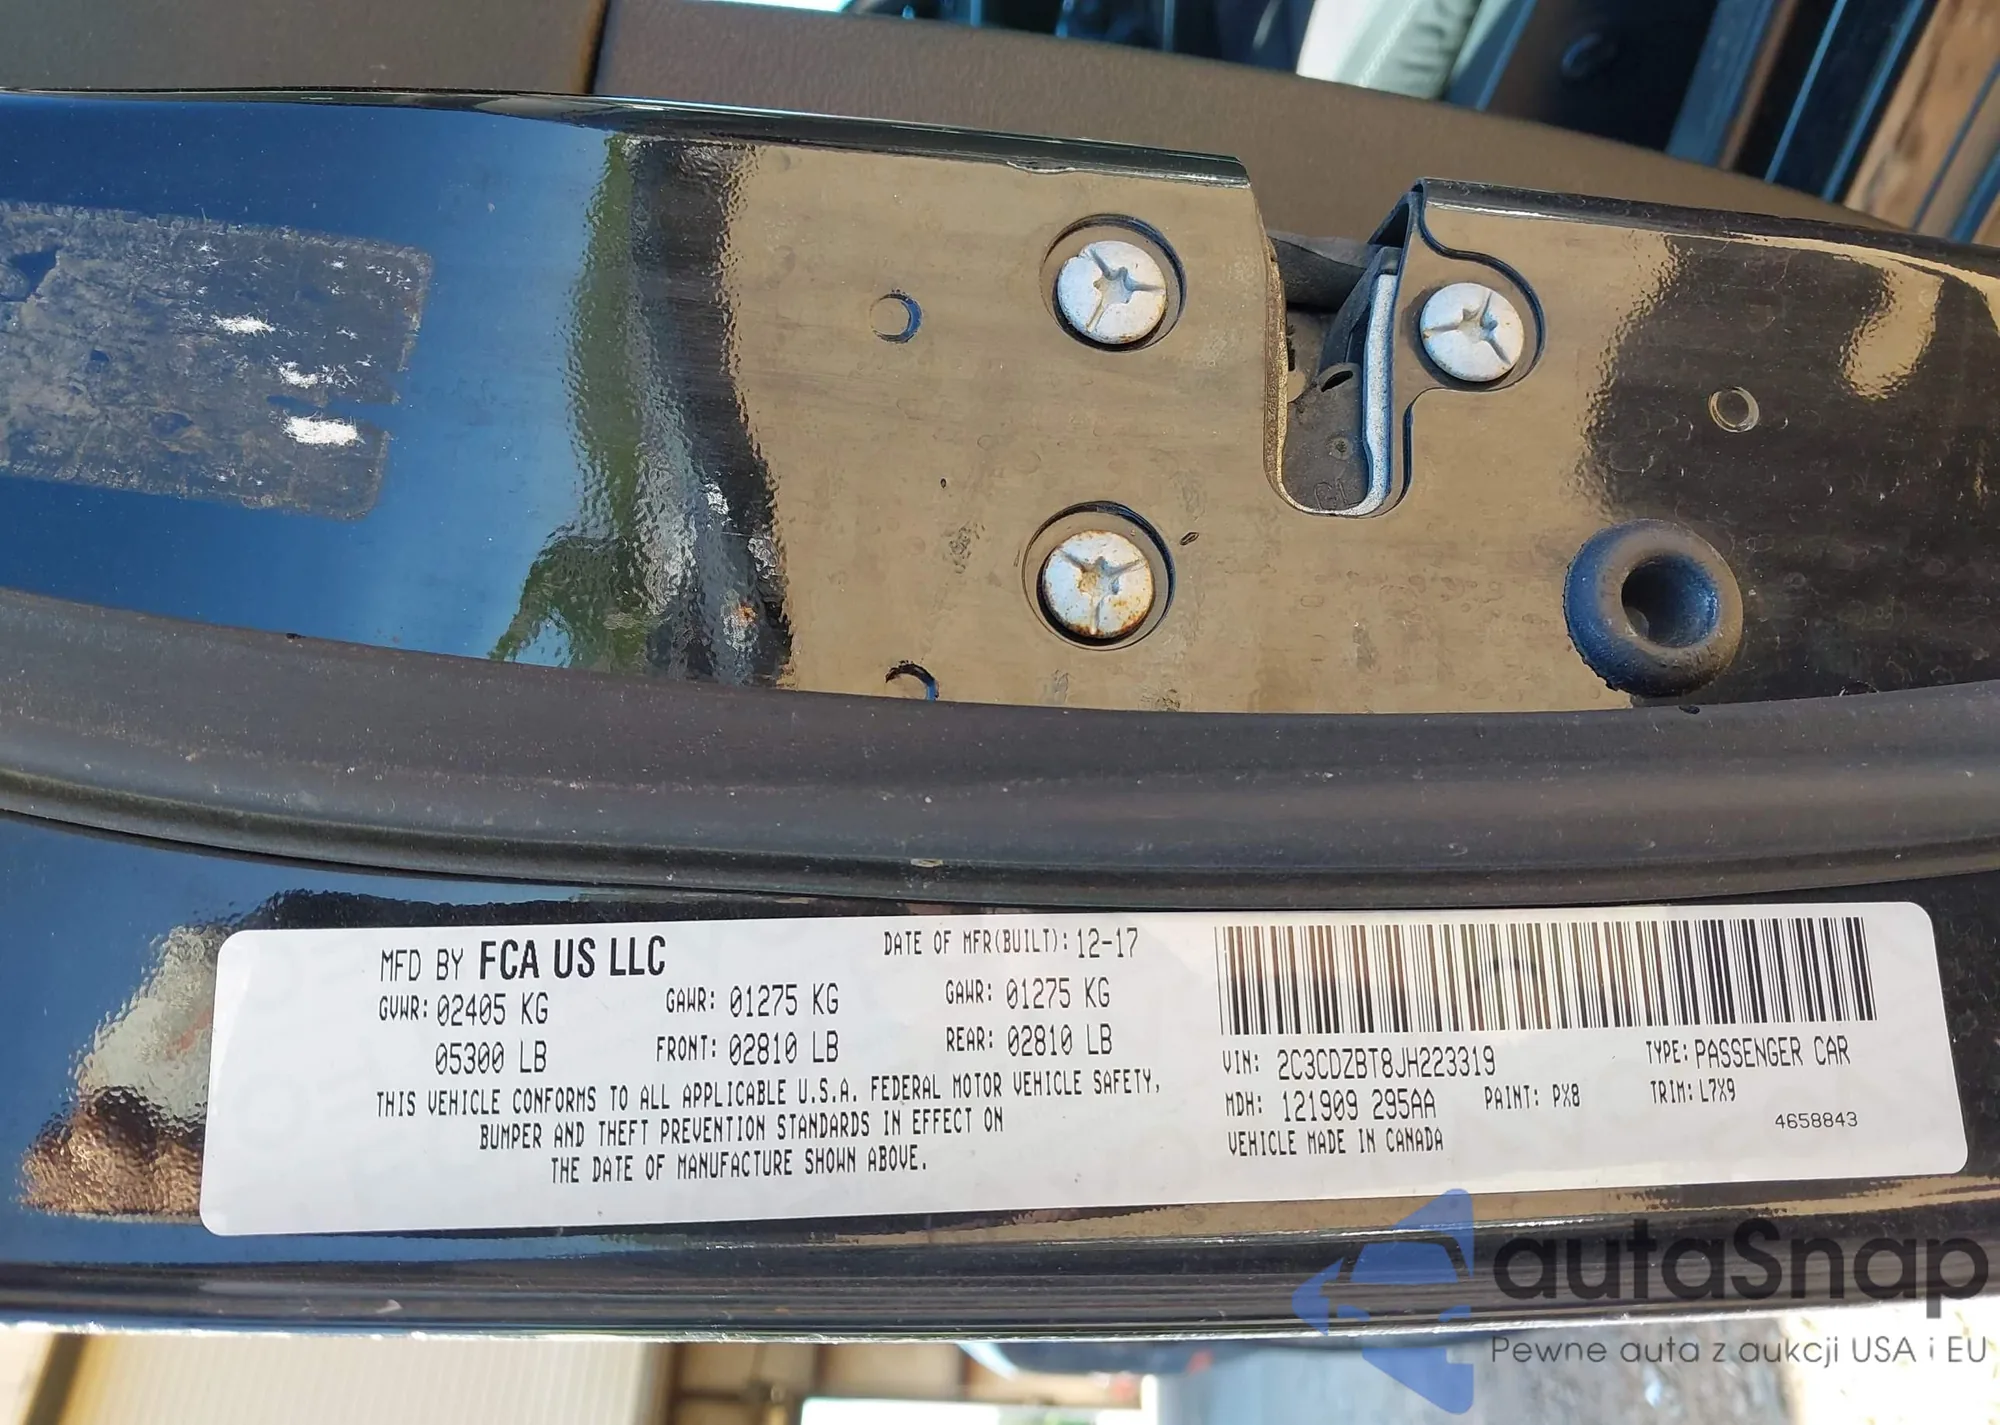 MFD BY FCA US LLC
DATE OF MFR(BUILT): 12-17
GVWR: 02405 KG
GAWR: 01275 KG
GAWR: 01275 KG
05300 LB
FRONT: 02810 LB
REAR: 02810 LB
THIS VEHICLE CONFORMS TO ALL APPLICABLE U.S.A. FEDERAL MOTOR VEHICLE SAFETY,
BUMPER AND THEFT PREVENTION STANDARDS IN EFFECT ON
THE DATE OF MANUFACTURE SHOWN ABOVE.
VIN: 2C3CDZBT8JH223319
TYPE: PASSENGER CAR
MDH: 121909 295AA
PAINT: PX8
TRIM: L7X9
VEHICLE MADE IN CANADA
4658843
autaSnap
Pewne auta z aukcji USA i EU